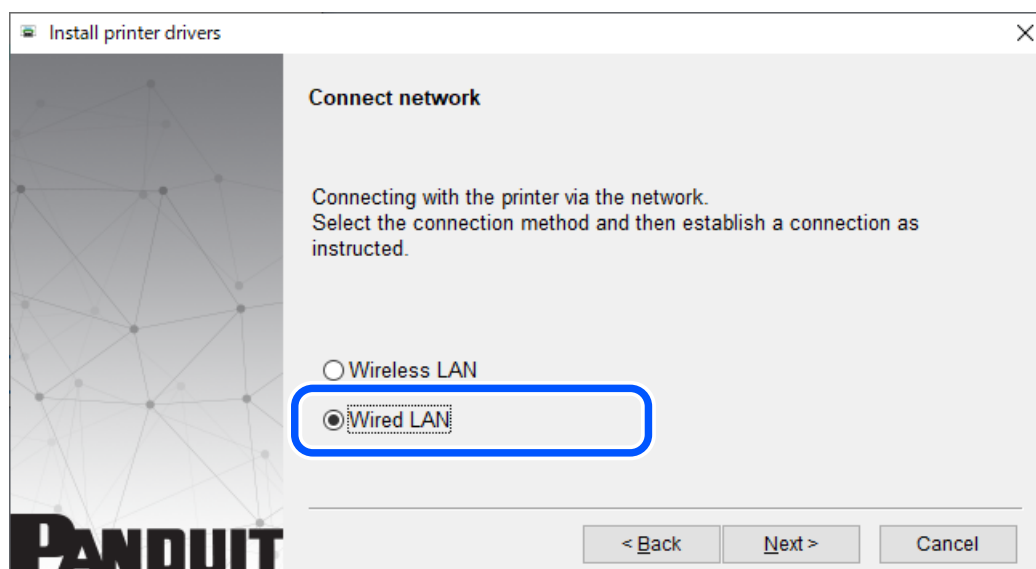 Install printer drivers
Connect network
Connecting with the printer via the network.
Select the connection method and then establish a connection as
instructed.
Wireless LAN
Wired LAN
PANDUIT
< Back
Next >
Cancel